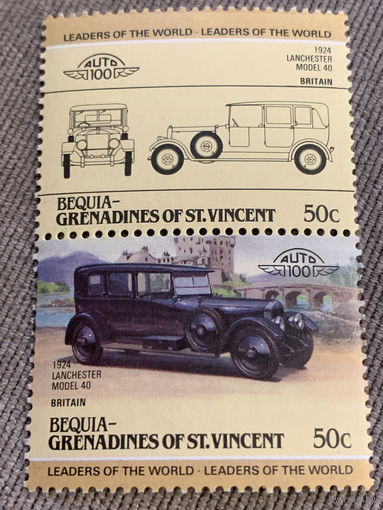 LEADERS OF THE WORLD · LEADERS OF THE WORLD
AUTO
100
1924
LANCHESTER
MODEL 40
BRITAIN
BEQUIA–
GRENADINES OF ST. VINCENT 50c
AUTO
100
1924
LANCHESTER
MODEL 40
BRITAIN
BEQUIA–
GRENADINES OF ST. VINCENT 50c
LEADERS OF THE WORLD · LEADERS OF THE WORLD